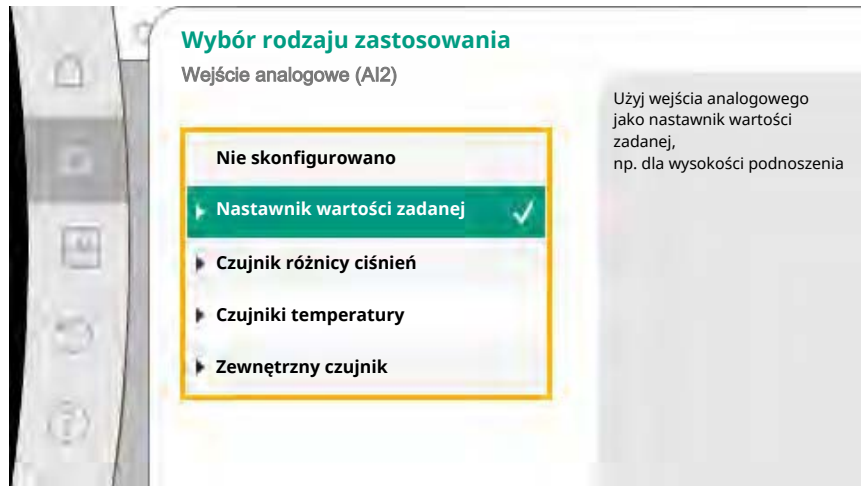 Wybór rodzaju zastosowania
Wejście analogowe (AI2)
Nie skonfigurowano
Nastawnik wartości zadanej
Czujnik różnicy ciśnień
Czujniki temperatury
Zewnętrzny czujnik
Użyj wejścia analogowego
jako nastawnik wartości
zadanej,
np. dla wysokości podnoszenia